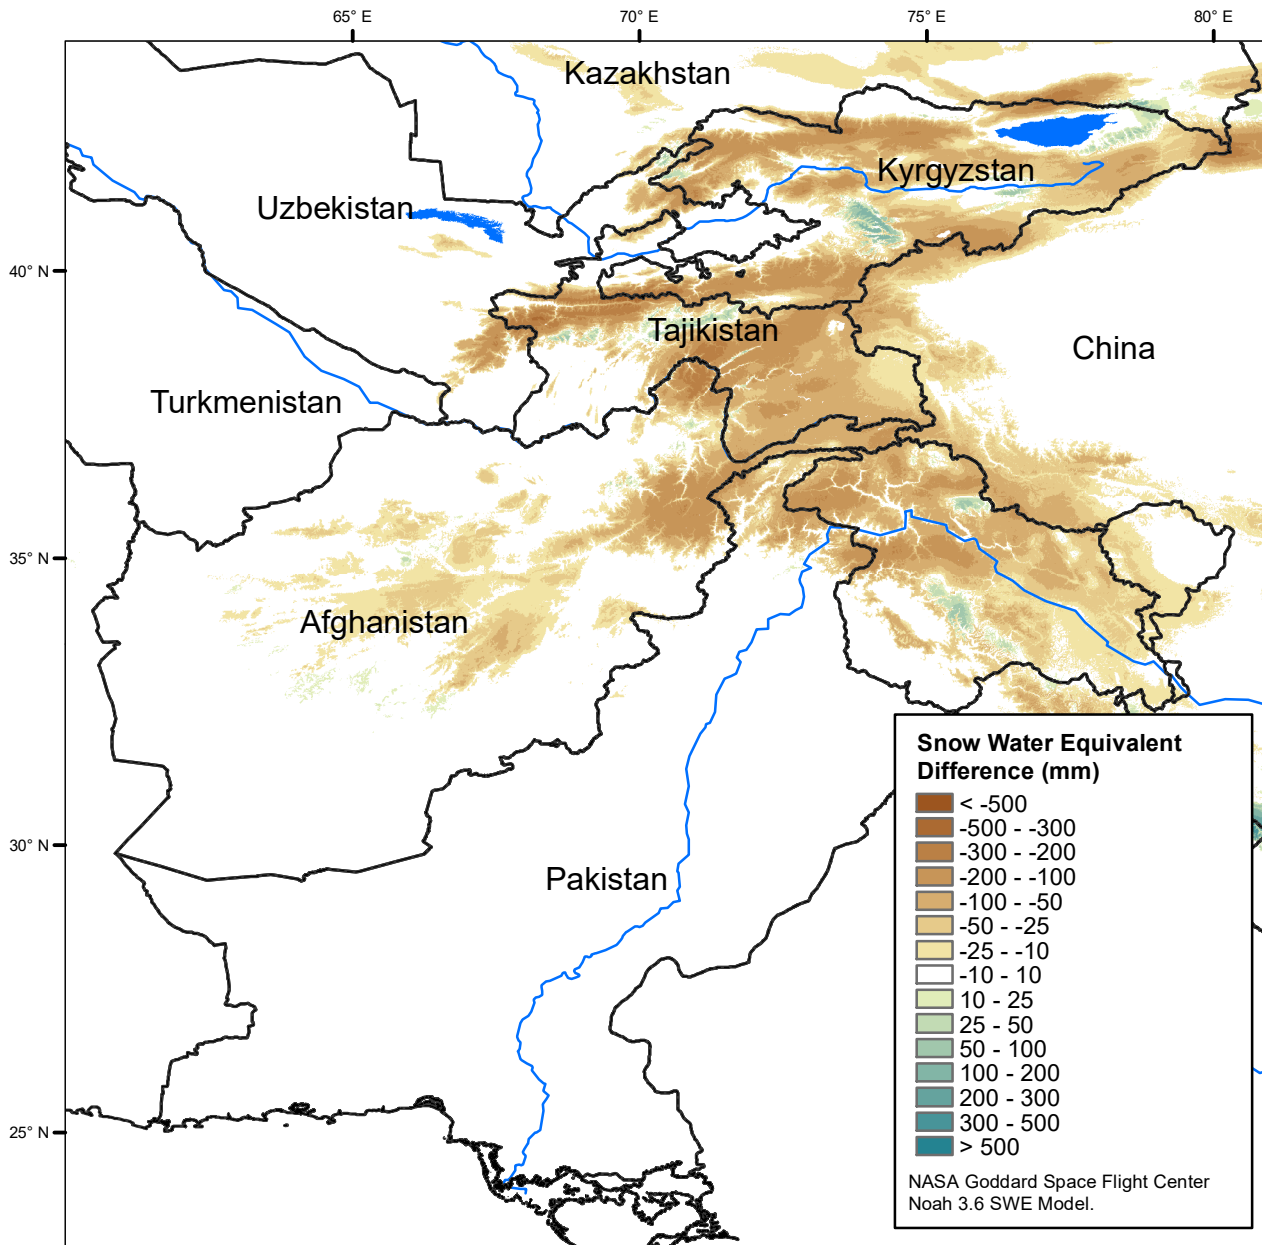 65° E
70° E
75° E
80° E
Kazakhstan
Kyrgyzstan
Uzbekistan
40° N
Tajikistan
China
Turkmenistan
35° N
Afghanistan
Snow Water Equivalent
Difference (mm)
< -500
-500 - -300
-300 - -200
-200 - -100
-100 - -50
-50 - -25
-25 - -10
-10 - 10
10 - 25
25 - 50
50 - 100
100 - 200
200 - 300
300 - 500
> 500
NASA Goddard Space Flight Center
Noah 3.6 SWE Model.
30° N
Pakistan
25° N